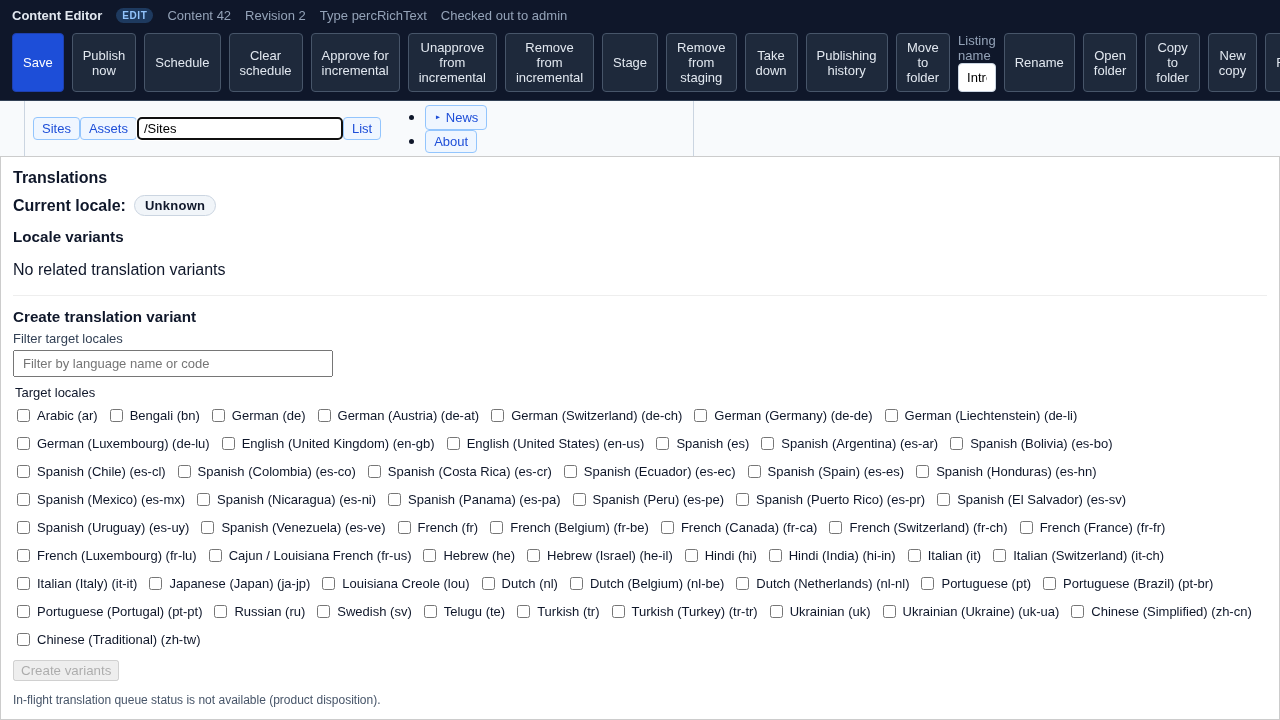 Content Editor EDIT Content 42 Revision 2 Type percRichText Checked out to admin
Save
Publish now
Schedule
Clear schedule
Approve for incremental
Unapprove from incremental
Remove from incremental
Stage
Remove from staging
Take down
Publishing history
Move to folder
Listing name
Intr
Rename
Open folder
Copy to folder
New copy
Sites Assets /Sites List
‣ News
About
Translations
Current locale: Unknown
Locale variants
No related translation variants
Create translation variant
Filter target locales
Filter by language name or code
Target locales
Arabic (ar) Bengali (bn) German (de) German (Austria) (de-at) German (Switzerland) (de-ch) German (Germany) (de-de) German (Liechtenstein) (de-li)
German (Luxembourg) (de-lu) English (United Kingdom) (en-gb) English (United States) (en-us) Spanish (es) Spanish (Argentina) (es-ar) Spanish (Bolivia) (es-bo)
Spanish (Chile) (es-cl) Spanish (Colombia) (es-co) Spanish (Costa Rica) (es-cr) Spanish (Ecuador) (es-ec) Spanish (Spain) (es-es) Spanish (Honduras) (es-hn)
Spanish (Mexico) (es-mx) Spanish (Nicaragua) (es-ni) Spanish (Panama) (es-pa) Spanish (Peru) (es-pe) Spanish (Puerto Rico) (es-pr) Spanish (El Salvador) (es-sv)
Spanish (Uruguay) (es-uy) Spanish (Venezuela) (es-ve) French (fr) French (Belgium) (fr-be) French (Canada) (fr-ca) French (Switzerland) (fr-ch) French (France) (fr-fr)
French (Luxembourg) (fr-lu) Cajun / Louisiana French (fr-us) Hebrew (he) Hebrew (Israel) (he-il) Hindi (hi) Hindi (India) (hi-in) Italian (it) Italian (Switzerland) (it-ch)
Italian (Italy) (it-it) Japanese (Japan) (ja-jp) Louisiana Creole (lou) Dutch (nl) Dutch (Belgium) (nl-be) Dutch (Netherlands) (nl-nl) Portuguese (pt) Portuguese (Brazil) (pt-br)
Portuguese (Portugal) (pt-pt) Russian (ru) Swedish (sv) Telugu (te) Turkish (tr) Turkish (Turkey) (tr-tr) Ukrainian (uk) Ukrainian (Ukraine) (uk-ua) Chinese (Simplified) (zh-cn)
Chinese (Traditional) (zh-tw)
Create variants
In-flight translation queue status is not available (product disposition).